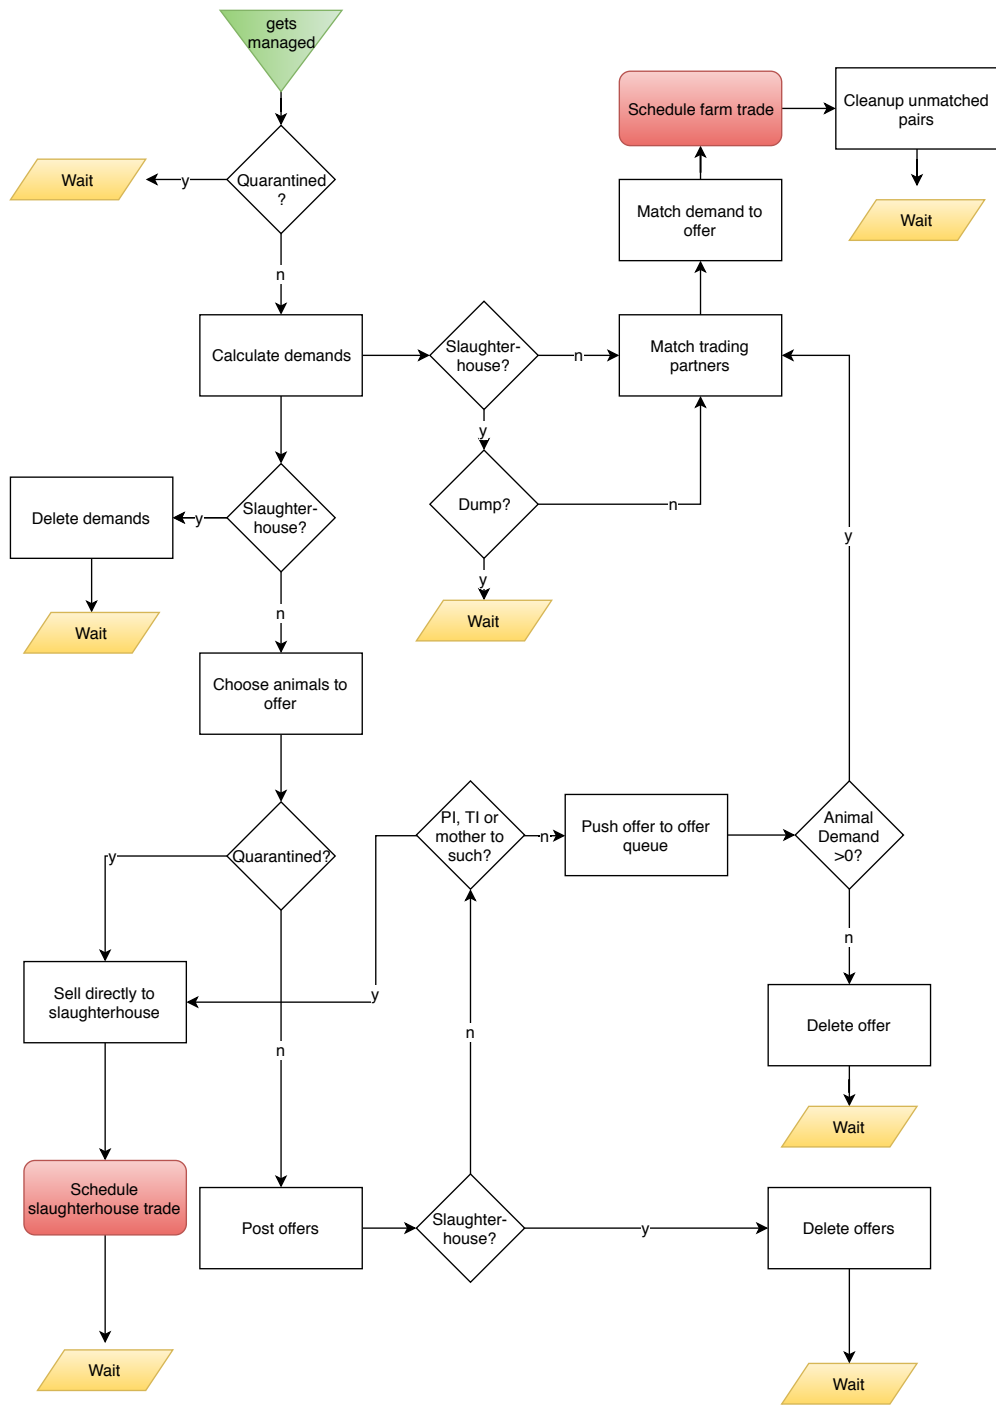 gets
managed
Schedule farm trade
Cleanup unmatched
pairs
Wait
y
Quarantined
?
Match demand to
offer
Wait
n
Calculate demands
Slaughter-
house?
n
Match trading
partners
y
Delete demands
y
Slaughter-
house?
Dump?
n
y
y
Wait
n
Wait
Choose animals to
offer
PI, TI or
mother to
such?
n
Push offer to offer
queue
Animal
Demand
>0?
y
Quarantined?
n
Sell directly to
slaughterhouse
y
Delete offer
n
n
Wait
Schedule
slaughterhouse trade
Post offers
Slaughter-
house?
y
Delete offers
Wait
Wait